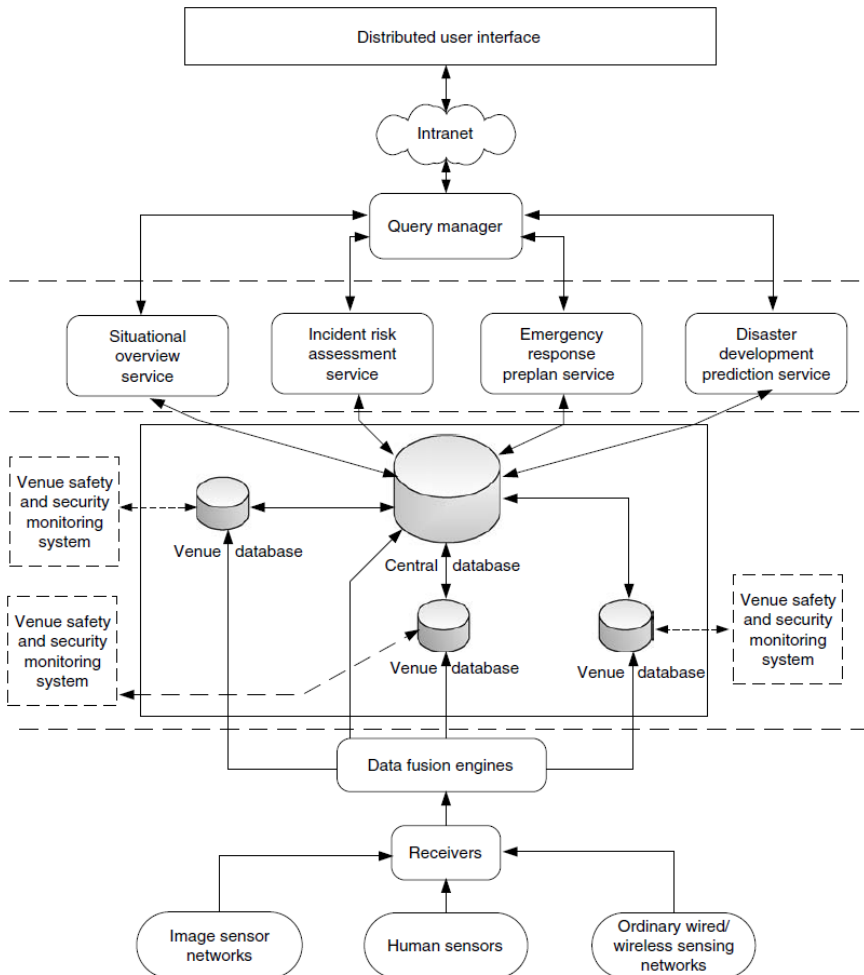 Distributed user interface
Intranet
Query manager
Situational
overview
service
Incident risk
assessment
service
Emergency
response
preplan service
Disaster
development
prediction service
Venue safety
and security
monitoring
system
Venue database
Central database
Venue safety
and security
monitoring
system
Venue database
Venue database
Venue safety
and security
monitoring
system
Data fusion engines
Receivers
Image sensor
networks
Human sensors
Ordinary wired/
wireless sensing
networks